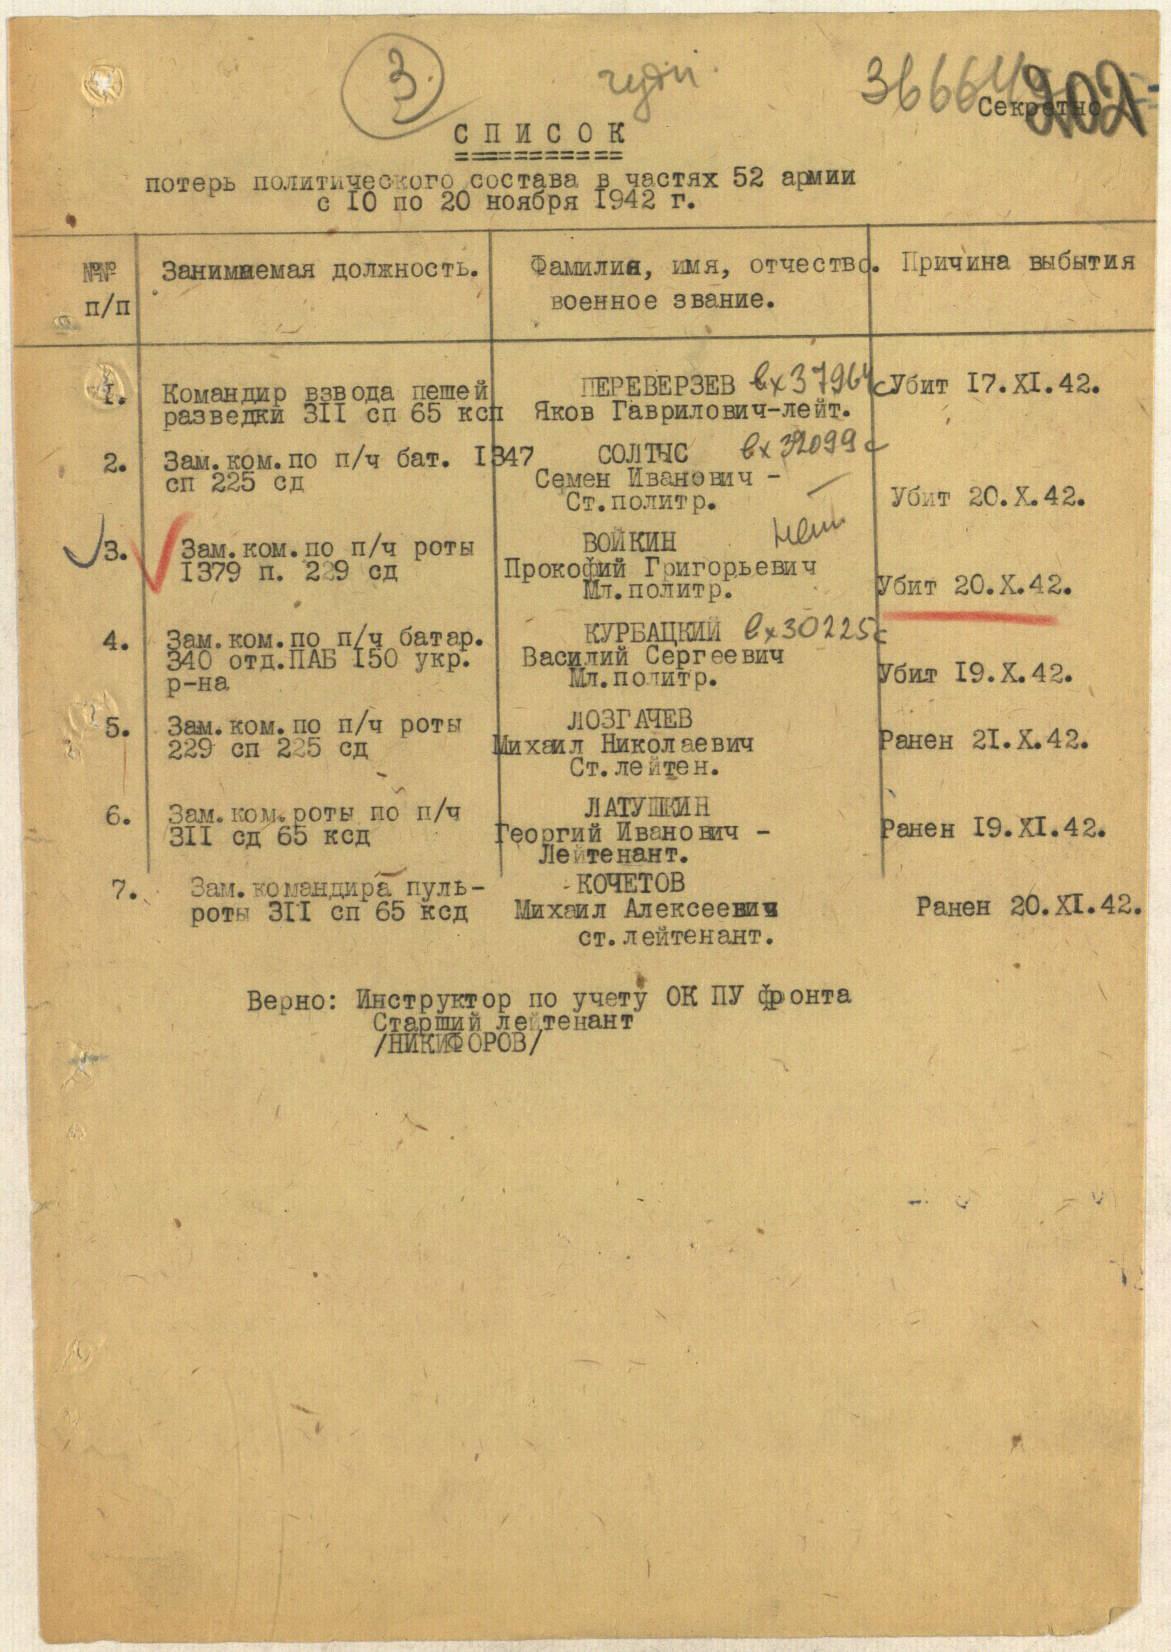 3.
Секретно
СПИСОК
потерь политического состава в частях 52 армии
с 10 по 20 ноября 1942 г.
№№ п/п
Занимаемая должность.
Фамилия, имя, отчество.
военное звание.
Причина выбытия
1. Командир взвода пешей
разведки 311 сп 65 ксп
ПЕРЕВЕРЗЕВ вх37964с
Яков Гаврилович-лейт.
Убит 17.XI.42.
2. Зам.ком.по п/ч бат. 1347
сп 225 сд
СОЛТЫС вх32099с
Семен Иванович -
Ст.политр.
Убит 20.X.42.
3. Зам.ком.по п/ч роты
1379 п. 229 сд
ВОЙКИН нет
Прокофий Григорьевич
Мл.политр.
Убит 20.X.42.
4. Зам.ком.по п/ч батар.
340 отд.ПАБ 150 укр.
р-на
КУРБАЦКИЙ вх30225с
Василий Сергеевич
Мл.политр.
Убит 19.X.42.
5. Зам.ком.по п/ч роты
229 сп 225 сд
ЛОЗГАЧЕВ
Михаил Николаевич
Ст.лейтен.
Ранен 21.X.42.
6. Зам.ком.роты по п/ч
311 сд 65 ксд
ЛАТУШКИН
Георгий Иванович -
Лейтенант.
Ранен 19.XI.42.
7. Зам.командира пуль-
роты 311 сп 65 ксд
КОЧЕТОВ
Михаил Алексеевич
ст.лейтенант.
Ранен 20.XI.42.
Верно: Инструктор по учету ОК ПУ фронта
Старший лейтенант
/НИКИФОРОВ/